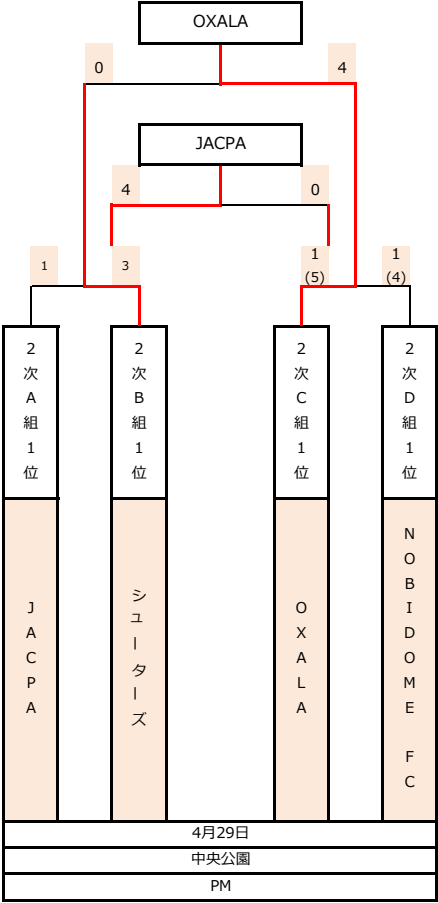 OXALA
0
4
JACPA
4
0
1
3
1
(5)
1
(4)
2次A組1位
2次B組1位
2次C組1位
2次D組1位
JACPA
シューターズ
OXALA
NOBIDOME FC
4月29日
中央公園
PM